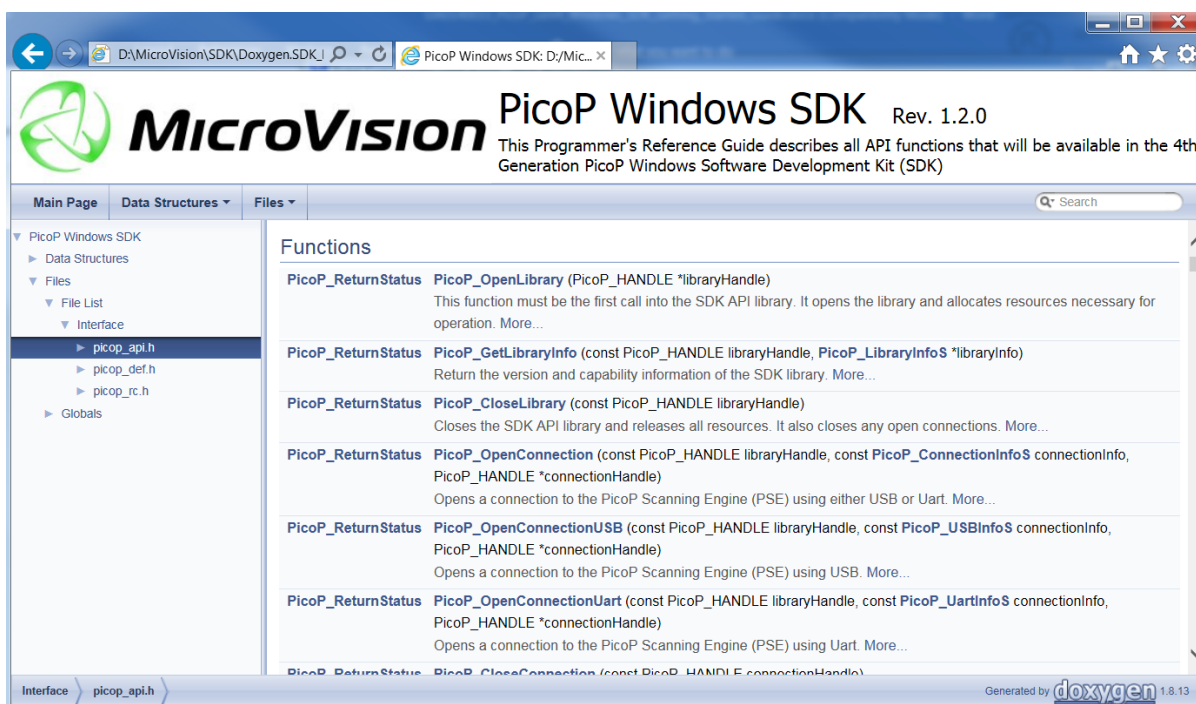 D:\MicroVision\SDK\Doxygen.SDK_
PicoP Windows SDK: D:/Mic...
MicroVision
PicoP Windows SDK Rev. 1.2.0
This Programmer's Reference Guide describes all API functions that will be available in the 4th
Generation PicoP Windows Software Development Kit (SDK)
Main Page Data Structures Files Search
PicoP Windows SDK
Data Structures
Files
File List
Interface
picop_api.h
picop_def.h
picop_rc.h
Globals
Functions
PicoP_ReturnStatus PicoP_OpenLibrary (PicoP_HANDLE *libraryHandle)
This function must be the first call into the SDK API library. It opens the library and allocates resources necessary for
operation. More...
PicoP_ReturnStatus PicoP_GetLibraryInfo (const PicoP_HANDLE libraryHandle, PicoP_LibraryInfoS *libraryInfo)
Return the version and capability information of the SDK library. More...
PicoP_ReturnStatus PicoP_CloseLibrary (const PicoP_HANDLE libraryHandle)
Closes the SDK API library and releases all resources. It also closes any open connections. More...
PicoP_ReturnStatus PicoP_OpenConnection (const PicoP_HANDLE libraryHandle, const PicoP_ConnectionInfoS connectionInfo,
PicoP_HANDLE *connectionHandle)
Opens a connection to the PicoP Scanning Engine (PSE) using either USB or Uart. More...
PicoP_ReturnStatus PicoP_OpenConnectionUSB (const PicoP_HANDLE libraryHandle, const PicoP_USBInfoS connectionInfo,
PicoP_HANDLE *connectionHandle)
Opens a connection to the PicoP Scanning Engine (PSE) using USB. More...
PicoP_ReturnStatus PicoP_OpenConnectionUart (const PicoP_HANDLE libraryHandle, const PicoP_UartInfoS connectionInfo,
PicoP_HANDLE *connectionHandle)
Opens a connection to the PicoP Scanning Engine (PSE) using Uart. More...
PicoP_ReturnStatus PicoP_CloseConnection (const PicoP_HANDLE connectionHandle)
Interface picop_api.h Generated by doxygen 1.8.13